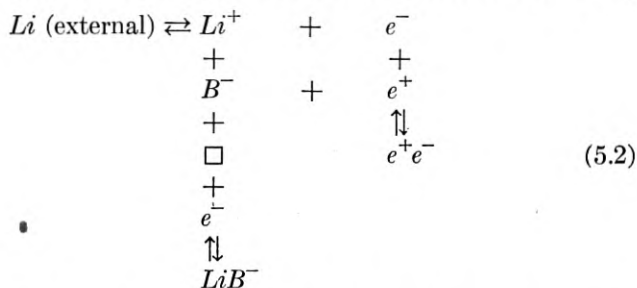 Li (external) ⇄ Li⁺ + e⁻
+ +
B⁻ + e⁺
+ ⇅
□ e⁺e⁻ (5.2)
+
e⁻
⇅
LiB⁻